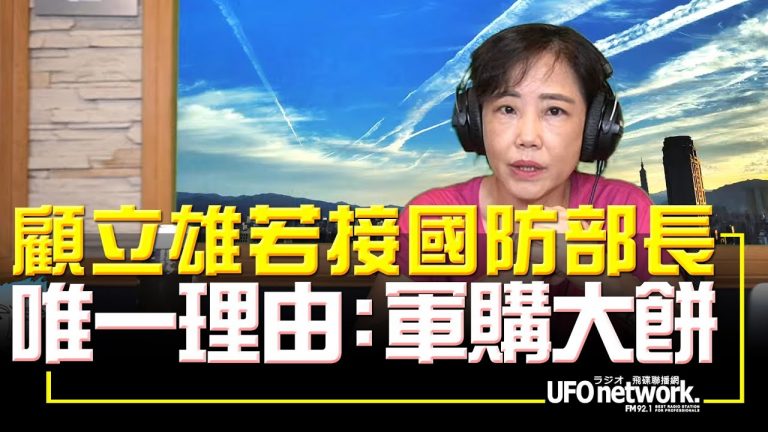 顧立雄若接國防部長
唯一理由:軍購大餅
ラジオ 飛碟聯播網
UFO network.
FM92.1 BEST RADIO STATION FOR PROFESSIONALS